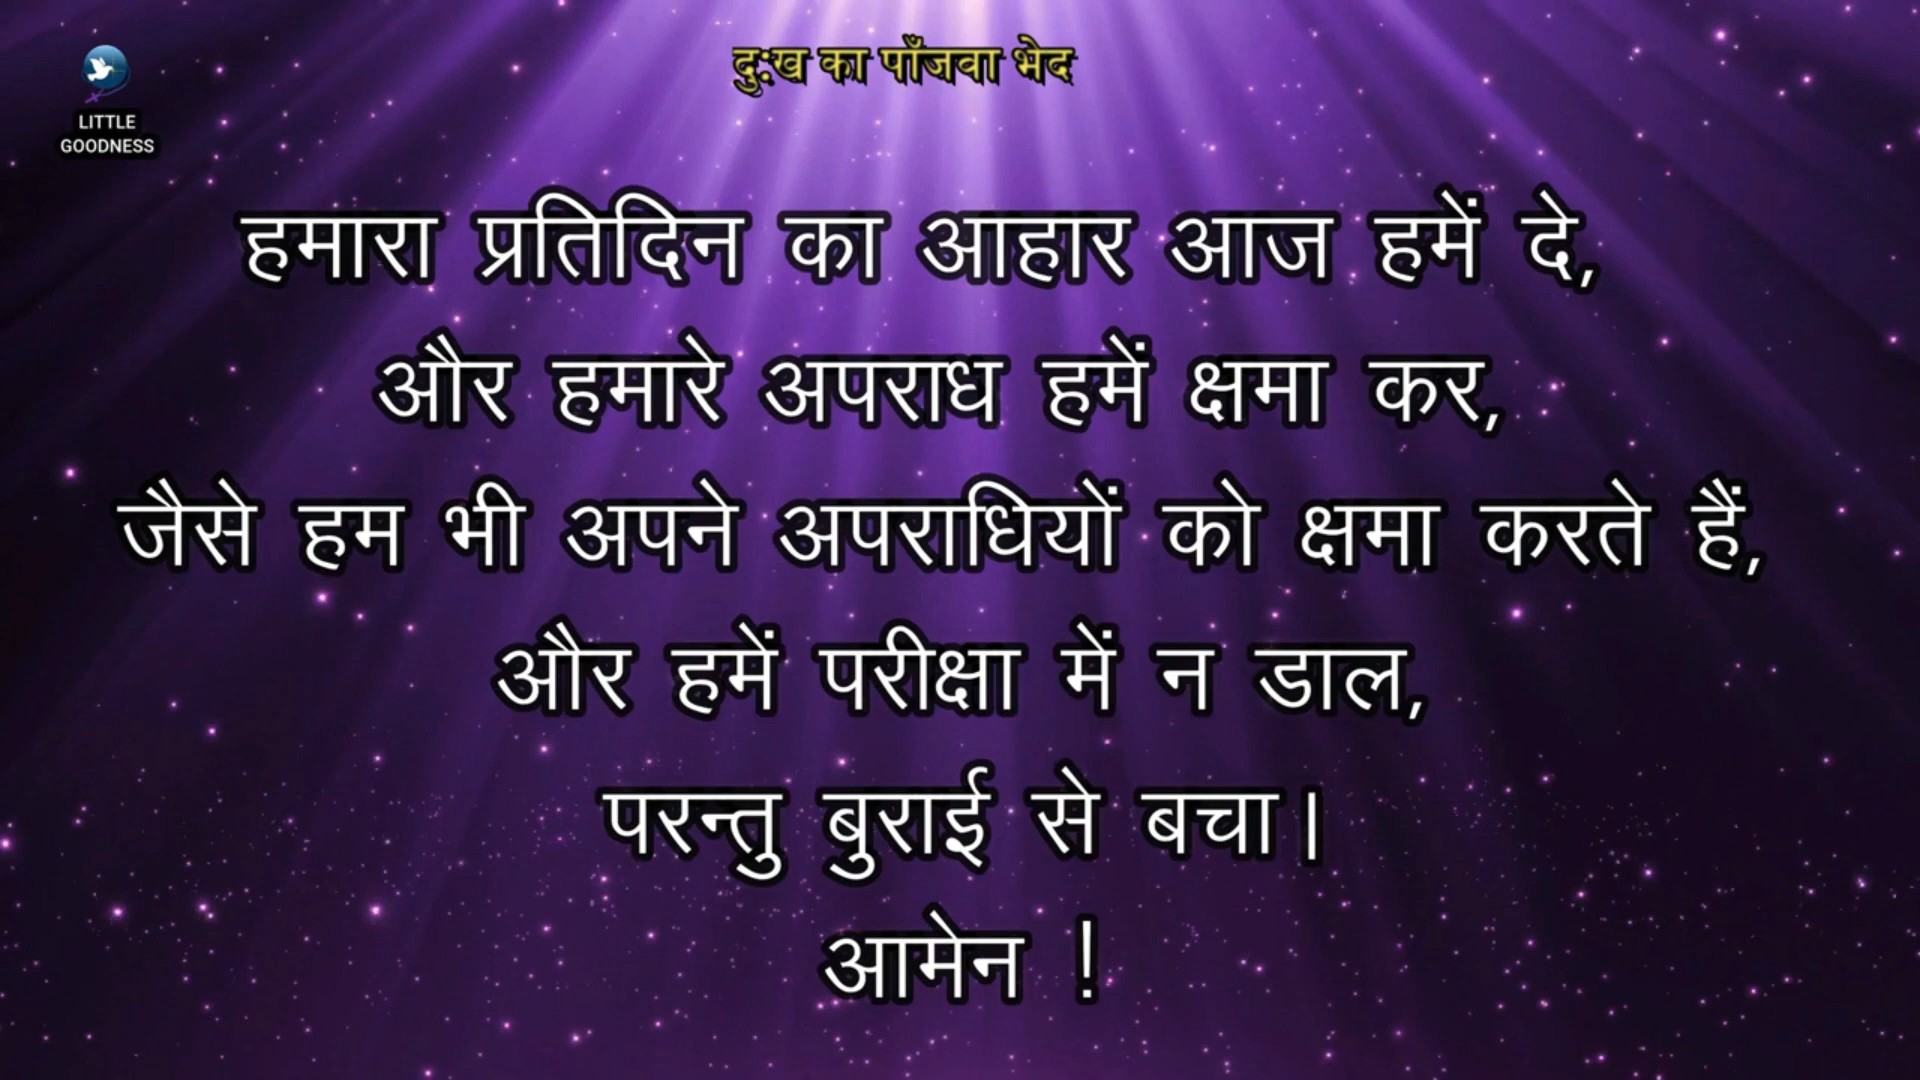 दुःख का पाँजवा भेद
LITTLE
GOODNESS
हमारा प्रतिदिन का आहार आज हमें दे,
और हमारे अपराध हमें क्षमा कर,
जैसे हम भी अपने अपराधियों को क्षमा करते हैं,
और हमें परीक्षा में न डाल,
परन्तु बुराई से बचा।
आमेन !